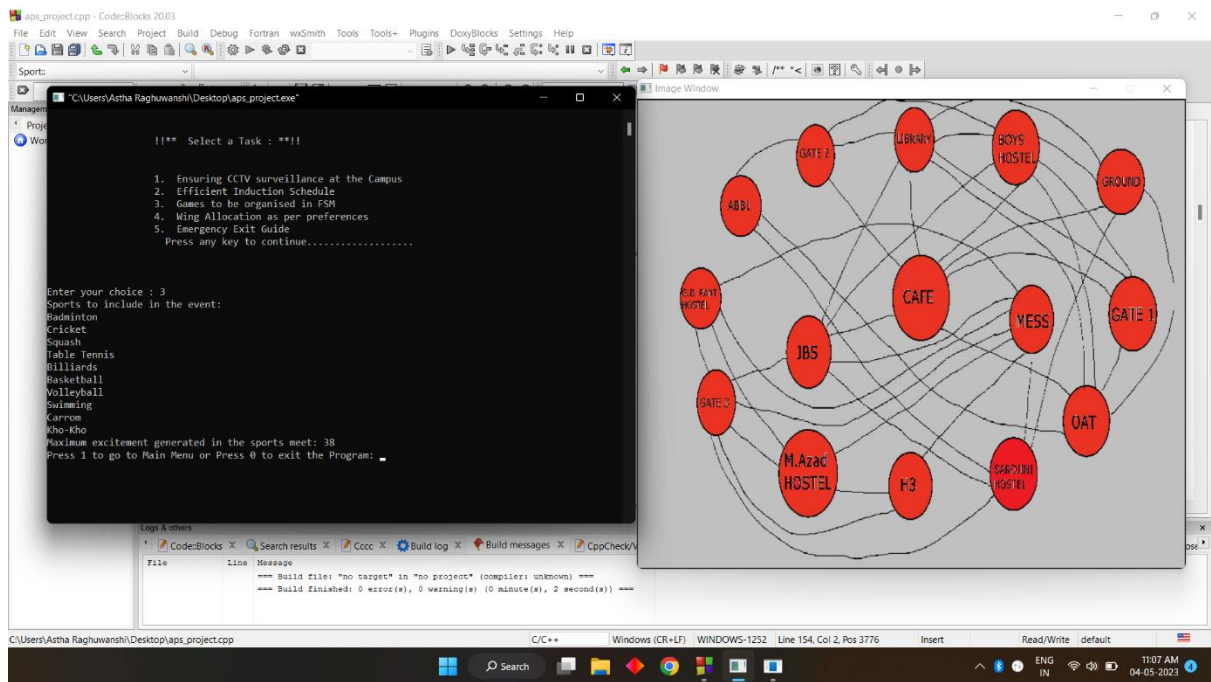 aps_project.cpp - Code::Blocks 20.03
File Edit View Search Project Build Debug Fortran wxSmith Tools Tools+ Plugins DoxyBlocks Settings Help
Sport::
/** *<
Managem
Proje
Wor
"C:\Users\Astha Raghuwanshi\Desktop\aps_project.exe"
!!** Select a Task : **!!
1. Ensuring CCTV surveillance at the Campus
2. Efficient Induction Schedule
3. Games to be organised in FSM
4. Wing Allocation as per preferences
5. Emergency Exit Guide
Press any key to continue...................
Enter your choice : 3
Sports to include in the event:
Badminton
Cricket
Squash
Table Tennis
Billiards
Basketball
Volleyball
Swimming
Carrom
Kho-Kho
Maximum excitement generated in the sports meet: 38
Press 1 to go to Main Menu or Press 0 to exit the Program:
Image Window
GATE 2
LIBRARY
BOYS
HOSTEL
GROUND
ABBL
HOSTEL
CAFE
MESS
GATE 1
JBS
GATE 3
OAT
M.Azad
HOSTEL
H3
SAROJINI
HOSTEL
Logs & others
Code::Blocks X Search results X Cccc X Build log X Build messages X CppCheck/V
File Line Message
=== Build file: "no target" in "no project" (compiler: unknown) ===
=== Build finished: 0 error(s), 0 warning(s) (0 minute(s), 2 second(s)) ===
C:\Users\Astha Raghuwanshi\Desktop\aps_project.cpp C/C++ Windows (CR+LF) WINDOWS-1252 Line 154, Col 2, Pos 3776 Insert Read/Write default
Search
ENG
IN
11:07 AM
04-05-2023
4